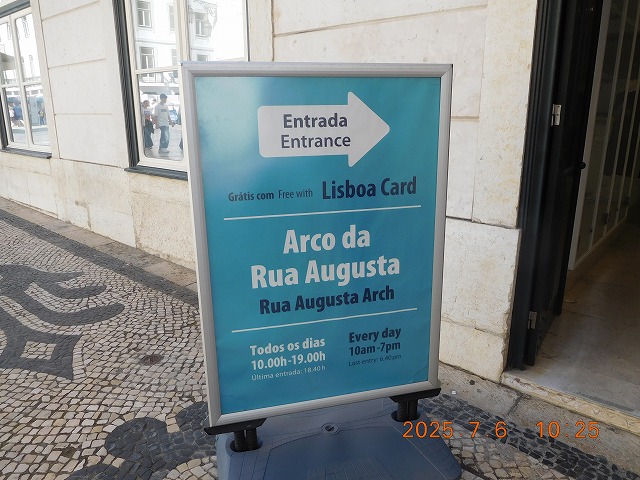 Entrada
Entrance
Grátis com Free with Lisboa Card
Arco da
Rua Augusta
Rua Augusta Arch
Todos os dias
10.00h-19.00h
Última entrada: 18.40 h
Every day
10am-7pm
Last entry: 6.40pm
2025 7 6 10 25